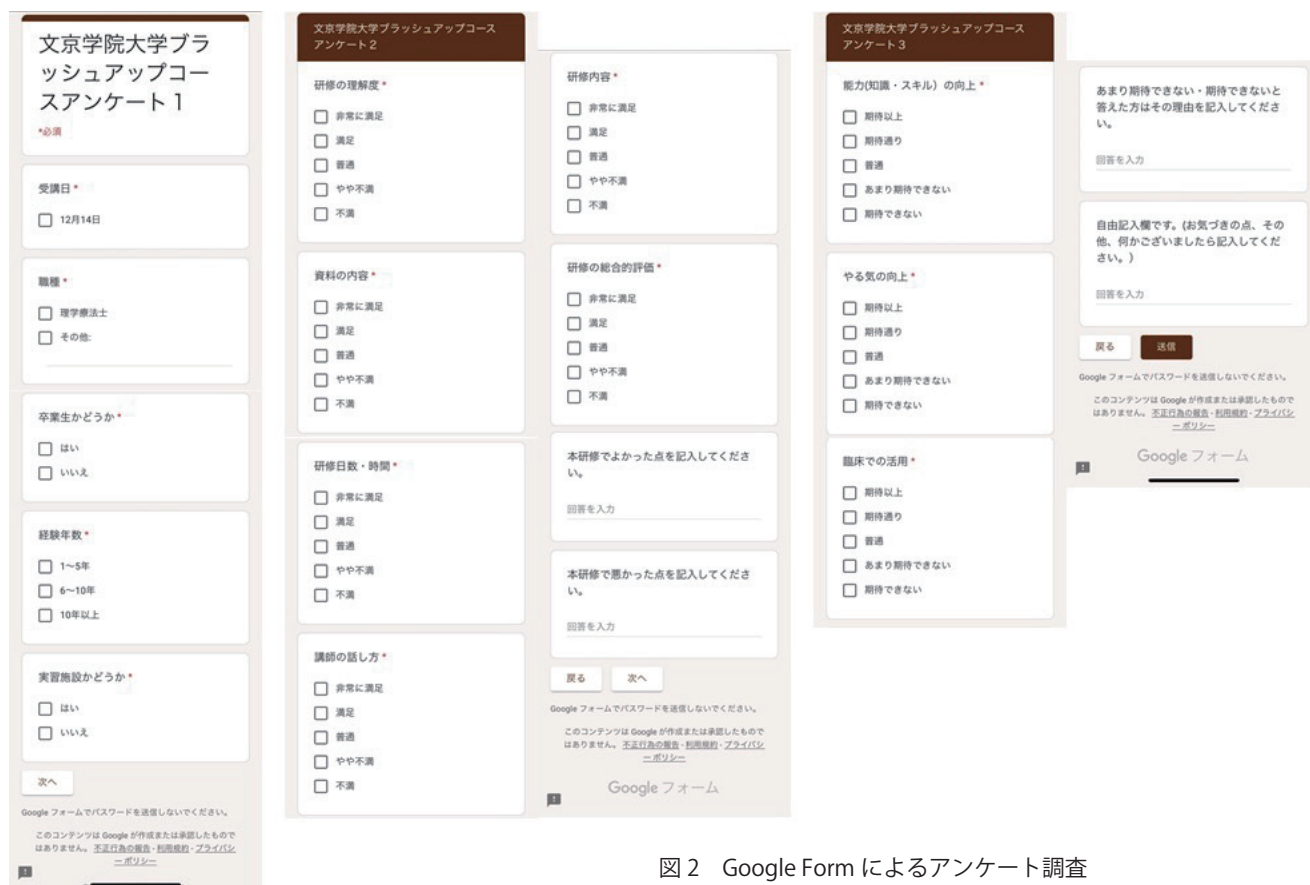 文京学院大学ブラ
ッシュアップコー
スアンケート１
*必須
受講日 *
12月14日
職種 *
理学療法士
その他:
卒業生かどうか *
はい
いいえ
経験年数 *
1〜5年
6〜10年
10年以上
実習施設かどうか *
はい
いいえ
次へ
Google フォームでパスワードを送信しないでください。
このコンテンツは Google が作成または承認したもので
はありません。 不正行為の報告 - 利用規約 - プライバシ
ーポリシー
文京学院大学ブラッシュアップコース
アンケート２
研修の理解度 *
非常に満足
満足
普通
やや不満
不満
資料の内容 *
非常に満足
満足
普通
やや不満
不満
研修日数・時間 *
非常に満足
満足
普通
やや不満
不満
講師の話し方 *
非常に満足
満足
普通
やや不満
不満
研修内容 *
非常に満足
満足
普通
やや不満
不満
研修の総合的評価 *
非常に満足
満足
普通
やや不満
不満
本研修でよかった点を記入してくださ
い。
回答を入力
本研修で悪かった点を記入してくださ
い。
回答を入力
戻る
次へ
Google フォームでパスワードを送信しないでください。
このコンテンツは Google が作成または承認したもので
はありません。 不正行為の報告 - 利用規約 - プライバシ
ーポリシー
Google フォーム
文京学院大学ブラッシュアップコース
アンケート３
能力(知識・スキル）の向上 *
期待以上
期待通り
普通
あまり期待できない
期待できない
やる気の向上 *
期待以上
期待通り
普通
あまり期待できない
期待できない
臨床での活用 *
期待以上
期待通り
普通
あまり期待できない
期待できない
あまり期待できない・期待できないと
答えた方はその理由を記入してくださ
い。
回答を入力
自由記入欄です。(お気づきの点、その
他、何かございましたら記入してくだ
さい。）
回答を入力
戻る
送信
Google フォームでパスワードを送信しないでください。
このコンテンツは Google が作成または承認したもので
はありません。 不正行為の報告 - 利用規約 - プライバシ
ーポリシー
Google フォーム
図 2　Google Form によるアンケート調査